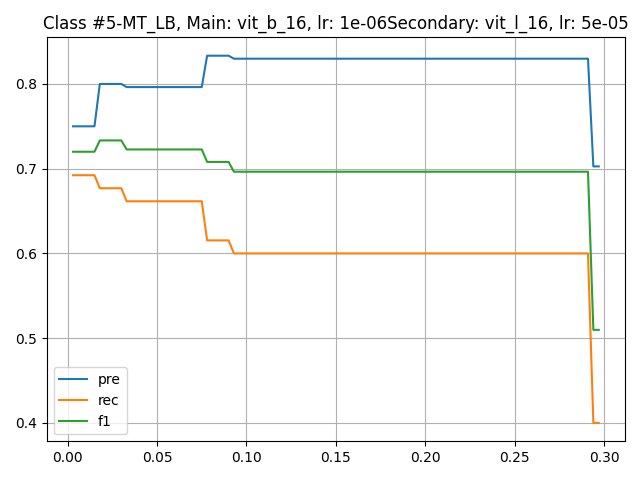 Class #5-MT_LB, Main: vit_b_16, lr: 1e-06Secondary: vit_l_16, lr: 5e-05
0.8
0.7
0.6
0.5
0.4
pre
rec
f1
0.00 0.05 0.10 0.15 0.20 0.25 0.30